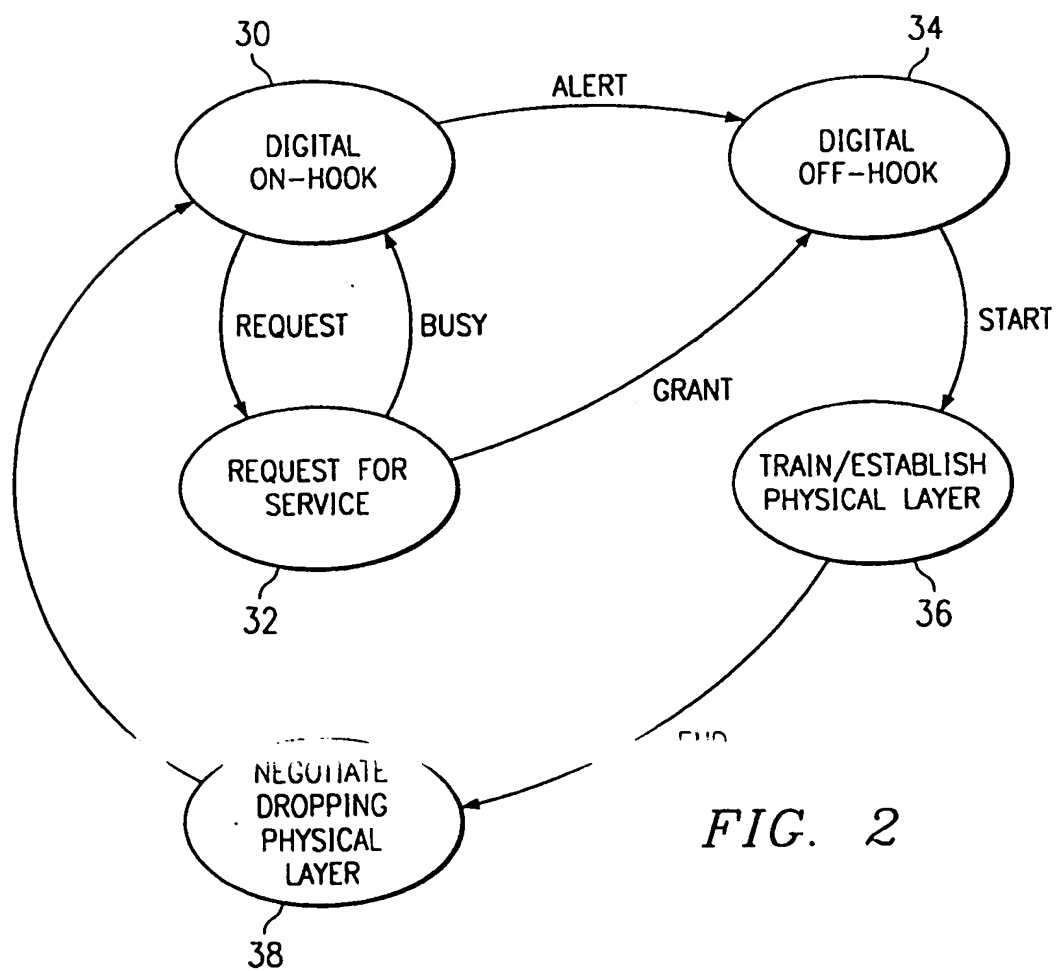 30
34
ALERT
DIGITAL
ON-HOOK
DIGITAL
OFF-HOOK
REQUEST
BUSY
START
GRANT
REQUEST FOR
SERVICE
TRAIN/ESTABLISH
PHYSICAL LAYER
32
36
NEGOTIATE
DROPPING
PHYSICAL
LAYER
FIG. 2
38